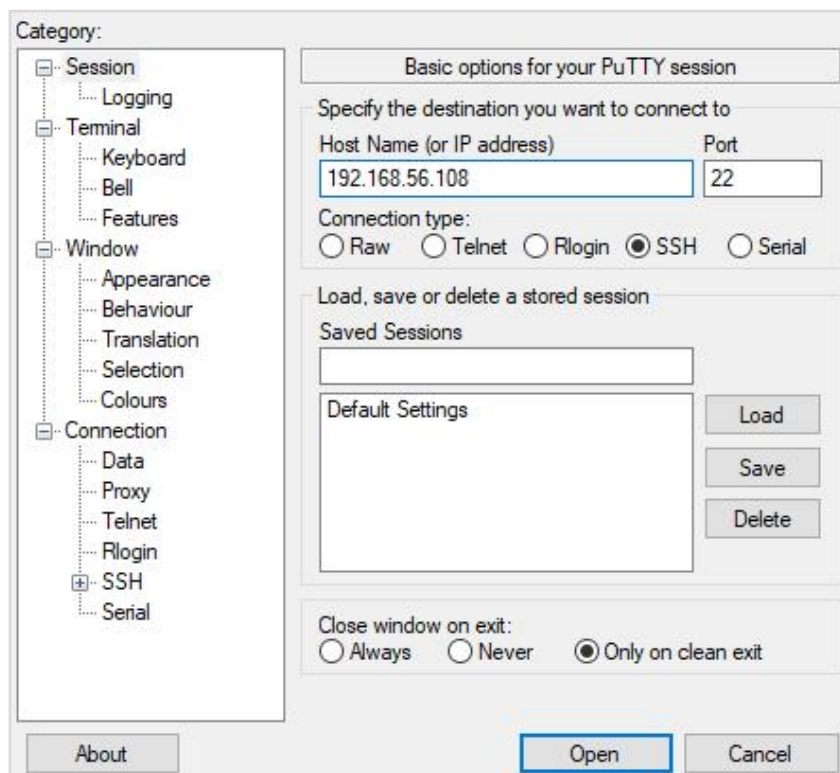 Category:
Session
Logging
Terminal
Keyboard
Bell
Features
Window
Appearance
Behaviour
Translation
Selection
Colours
Connection
Data
Proxy
Telnet
Rlogin
SSH
Serial
Basic options for your PuTTY session
Specify the destination you want to connect to
Host Name (or IP address) Port
192.168.56.108 22
Connection type:
Raw Telnet Rlogin SSH Serial
Load, save or delete a stored session
Saved Sessions
Default Settings
Load
Save
Delete
Close window on exit:
Always Never Only on clean exit
About Open Cancel